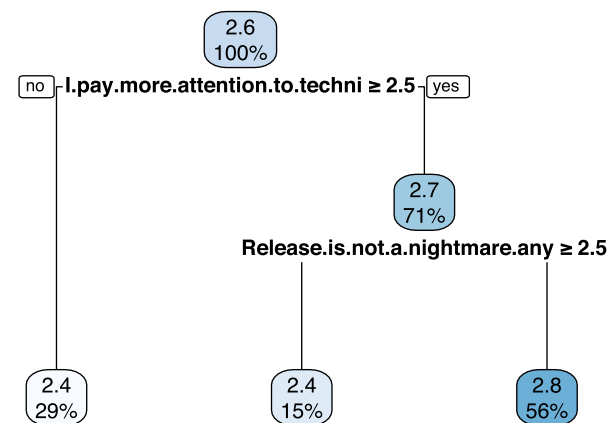 2.6
100%
no
I.pay.more.attention.to.techni ≥ 2.5
yes
2.7
71%
Release.is.not.a.nightmare.any ≥ 2.5
2.4
29%
2.4
15%
2.8
56%